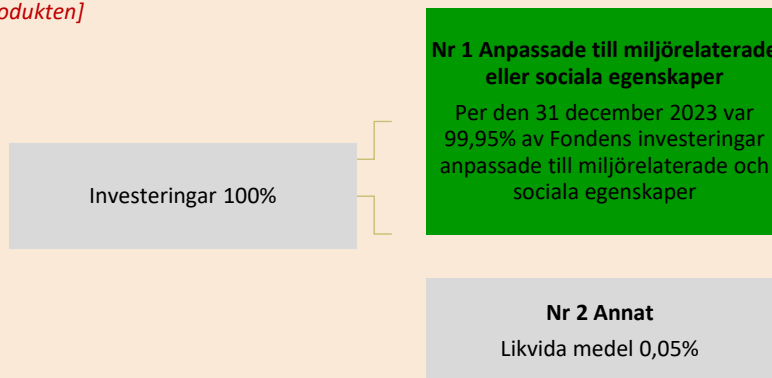 odukten]
Nr 1 Anpassade till miljörelaterade
eller sociala egenskaper
Per den 31 december 2023 var
99,95% av Fondens investeringar
anpassade till miljörelaterade och
sociala egenskaper
Investeringar 100%
Nr 2 Annat
Likvida medel 0,05%